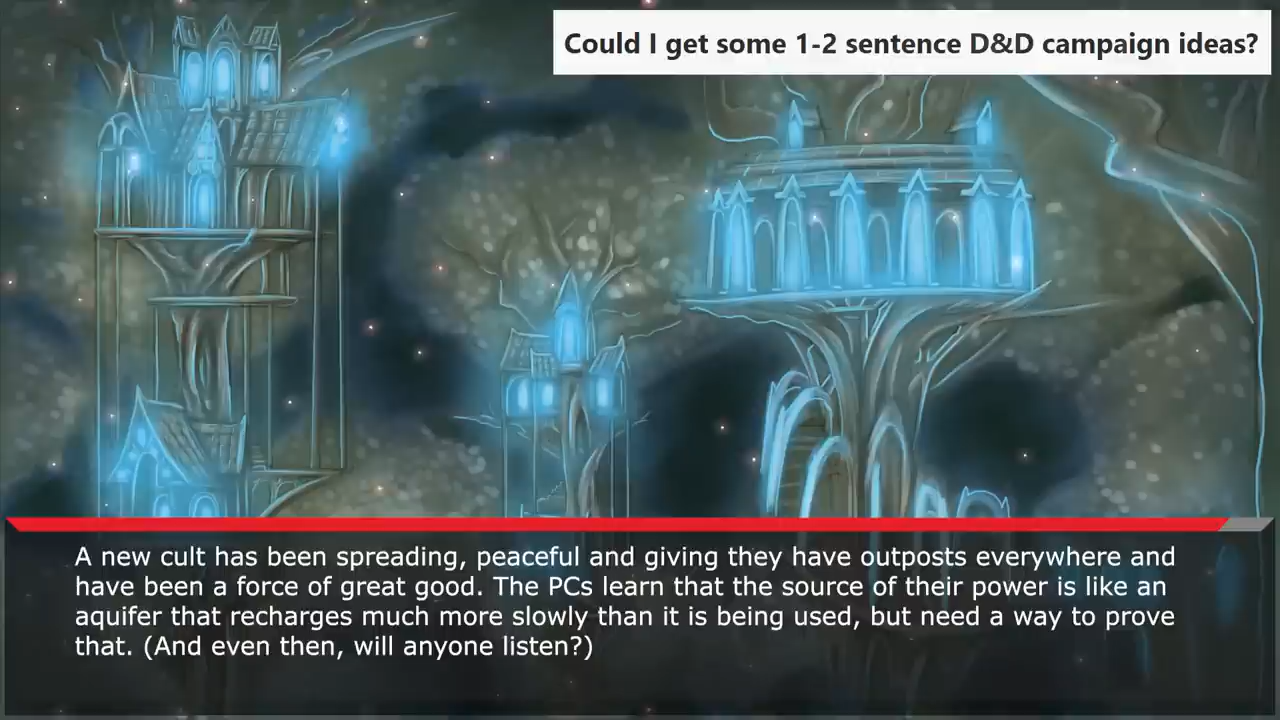 Could I get some 1-2 sentence D&D campaign ideas?
A new cult has been spreading, peaceful and giving they have outposts everywhere and
have been a force of great good. The PCs learn that the source of their power is like an
aquifer that recharges much more slowly than it is being used, but need a way to prove
that. (And even then, will anyone listen?)